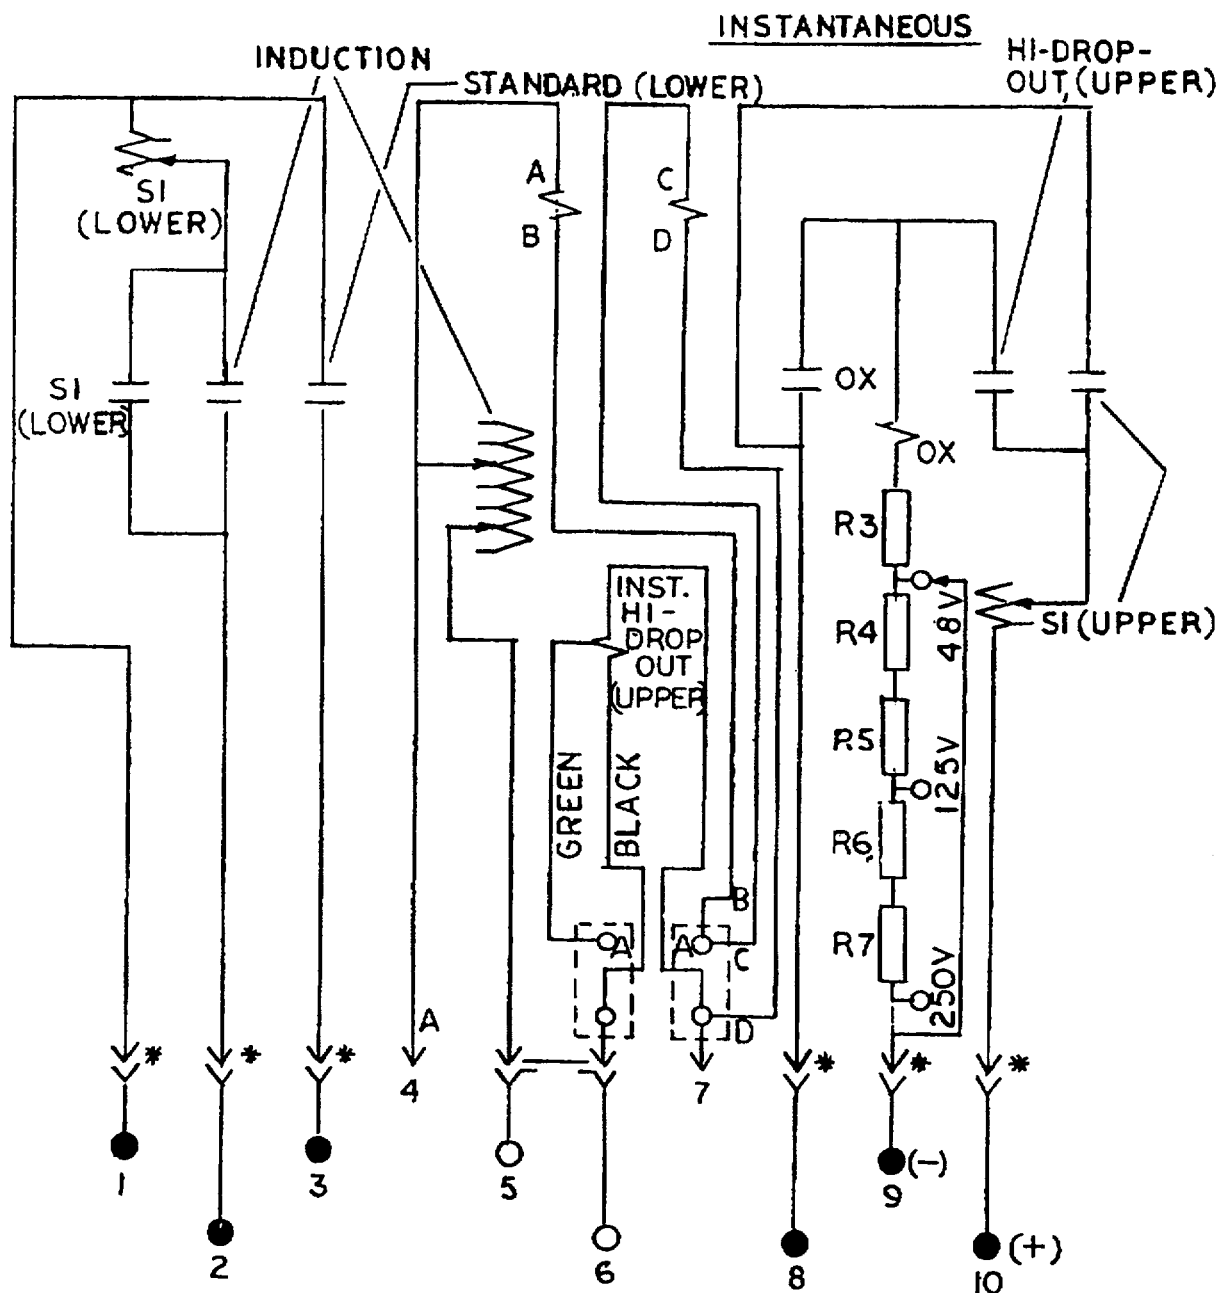 INSTANTANEOUS
INDUCTION
HI-DROP-
OUT (UPPER)
STANDARD (LOWER)
SI
(LOWER)
A
B
C
D
SI
(LOWER)
OX
OX
R3
INST.
HI-
DROP
OUT
(UPPER)
R4
48V
SI (UPPER)
R5
125V
GREEN
BLACK
R6
B
A
A
C
R7
250V
A
D
*
*
*
*
*
*
4
7
1
3
5
9
(-)
2
6
8
10
(+)